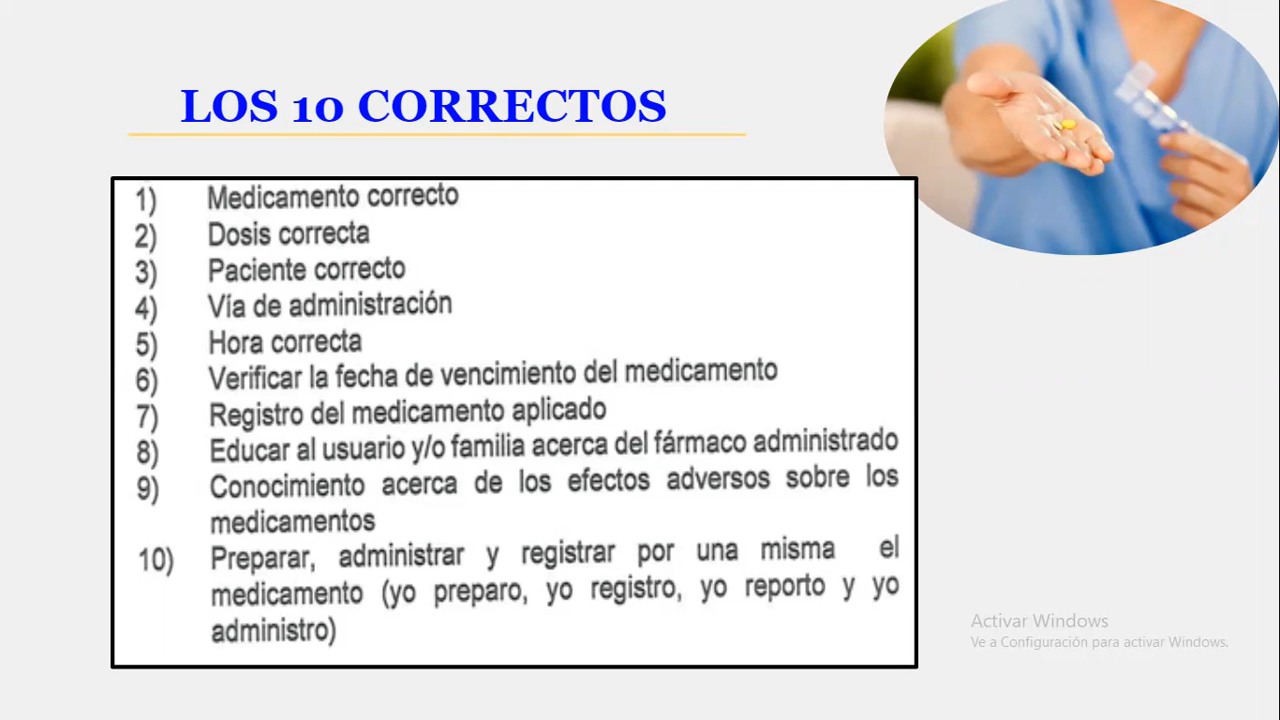 LOS 10 CORRECTOS
1) Medicamento correcto
2) Dosis correcta
3) Paciente correcto
4) Vía de administración
5) Hora correcta
6) Verificar la fecha de vencimiento del medicamento
7) Registro del medicamento aplicado
8) Educar al usuario y/o familia acerca del fármaco administrado
9) Conocimiento acerca de los efectos adversos sobre los
medicamentos
10) Preparar, administrar y registrar por una misma el
medicamento (yo preparo, yo registro, yo reporto y yo
administro)
Activar Windows
Ve a Configuración para activar Windows.